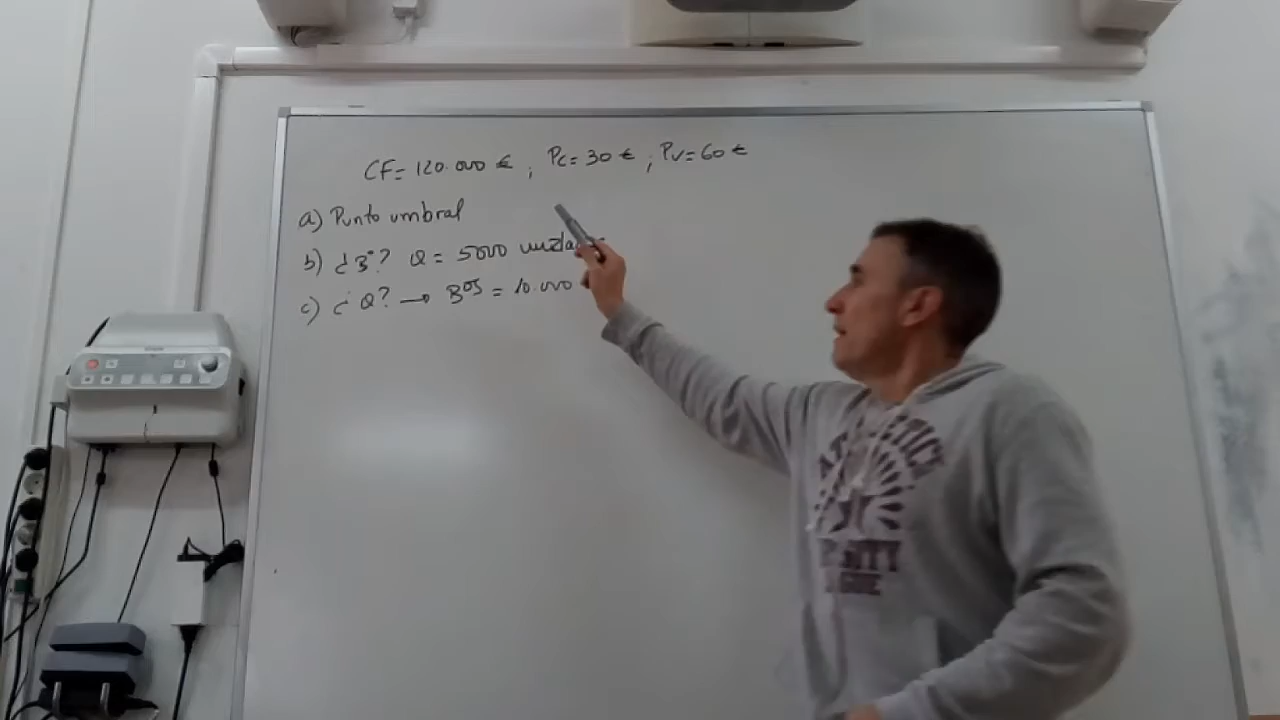 CF= 120.000 € ; Pc= 30 € ; Pv= 60 €
a) Punto umbral
b) ¿Bº? Q = 5000
c) ¿Q? → Bºs = 10.000